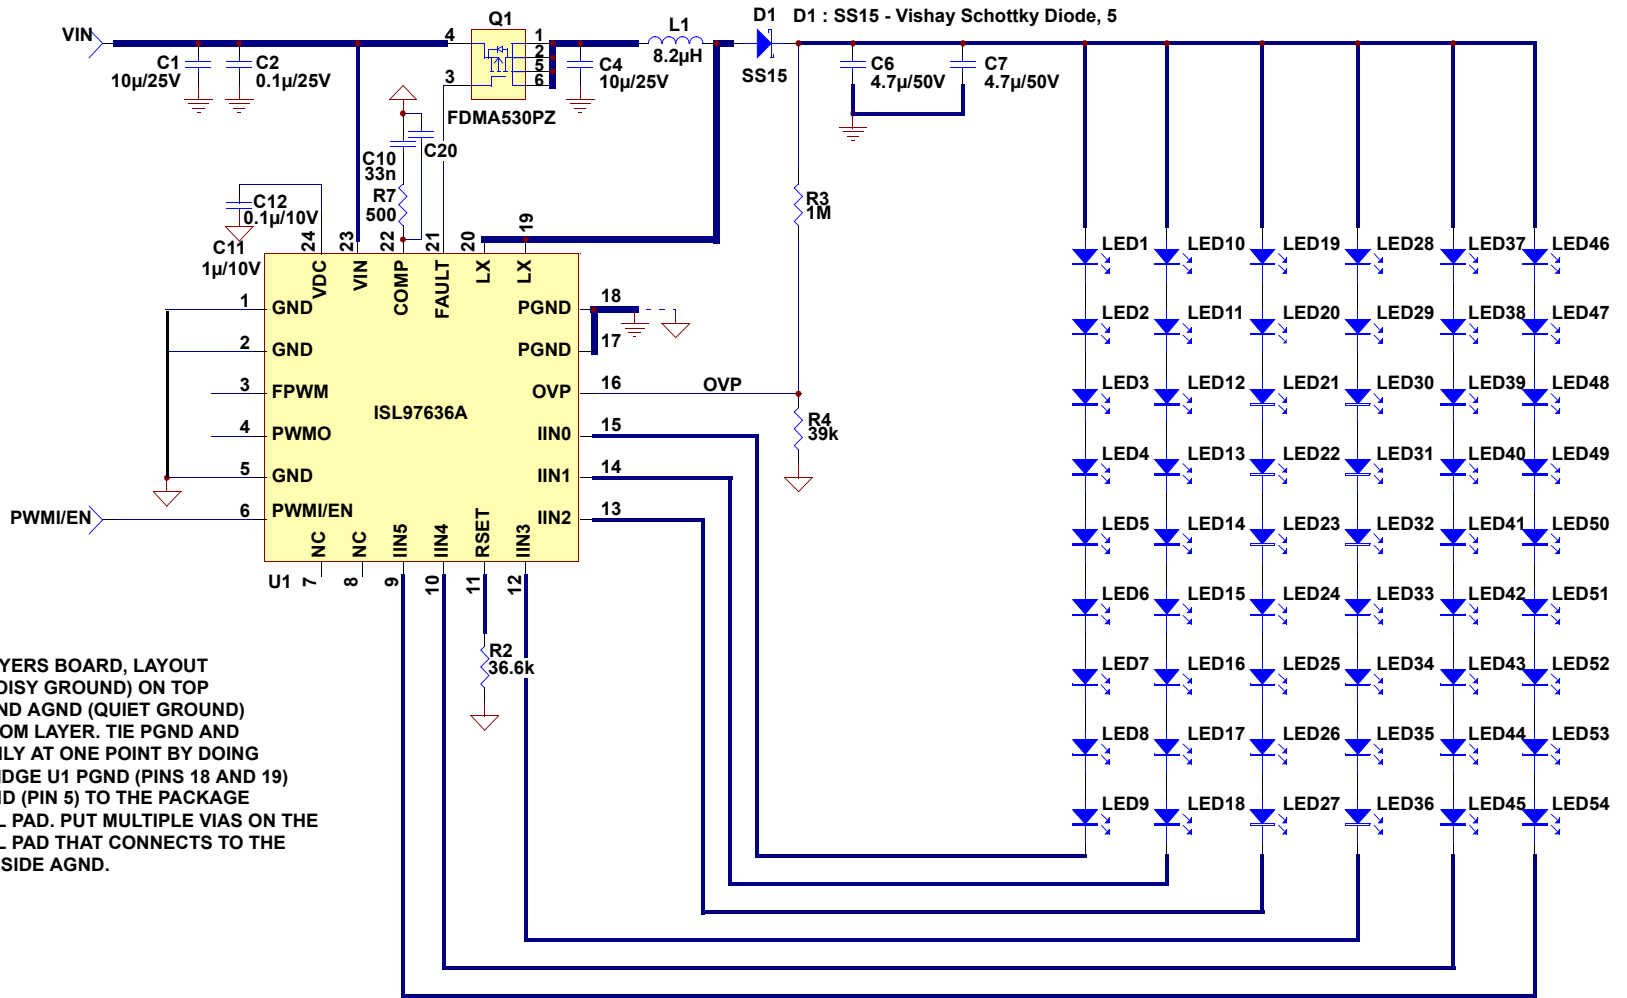 D1 : SS15 - Vishay Schottky Diode, 5
VIN
C1
10µ/25V
C2
0.1µ/25V
Q1
4
3
1
2
5
6
FDMA530PZ
C4
10µ/25V
L1
8.2µH
D1
SS15
C6
4.7µ/50V
C7
4.7µ/50V
C10
33n
C20
R7
500
C12
0.1µ/10V
C11
1µ/10V
R3
1M
R4
39k
OVP
24
23
22
21
20
19
VDC
VIN
COMP
FAULT
LX
LX
1
GND
2
GND
3
FPWM
4
PWMO
5
GND
PWMI/EN
6
PWMI/EN
ISL97636A
PGND
18
PGND
17
OVP
16
IIN0
15
IIN1
14
IIN2
13
NC
NC
IIN5
IIN4
RSET
IIN3
U1
7
8
9
10
11
12
R2
36.6k
LED1
LED10
LED19
LED28
LED37
LED46
LED2
LED11
LED20
LED29
LED38
LED47
LED3
LED12
LED21
LED30
LED39
LED48
LED4
LED13
LED22
LED31
LED40
LED49
LED5
LED14
LED23
LED32
LED41
LED50
LED6
LED15
LED24
LED33
LED42
LED51
LED7
LED16
LED25
LED34
LED43
LED52
LED8
LED17
LED26
LED35
LED44
LED53
LED9
LED18
LED27
LED36
LED45
LED54
YERS BOARD, LAYOUT
OISY GROUND) ON TOP
ND AGND (QUIET GROUND)
OM LAYER. TIE PGND AND
NLY AT ONE POINT BY DOING
IDGE U1 PGND (PINS 18 AND 19)
ND (PIN 5) TO THE PACKAGE
L PAD. PUT MULTIPLE VIAS ON THE
L PAD THAT CONNECTS TO THE
SIDE AGND.